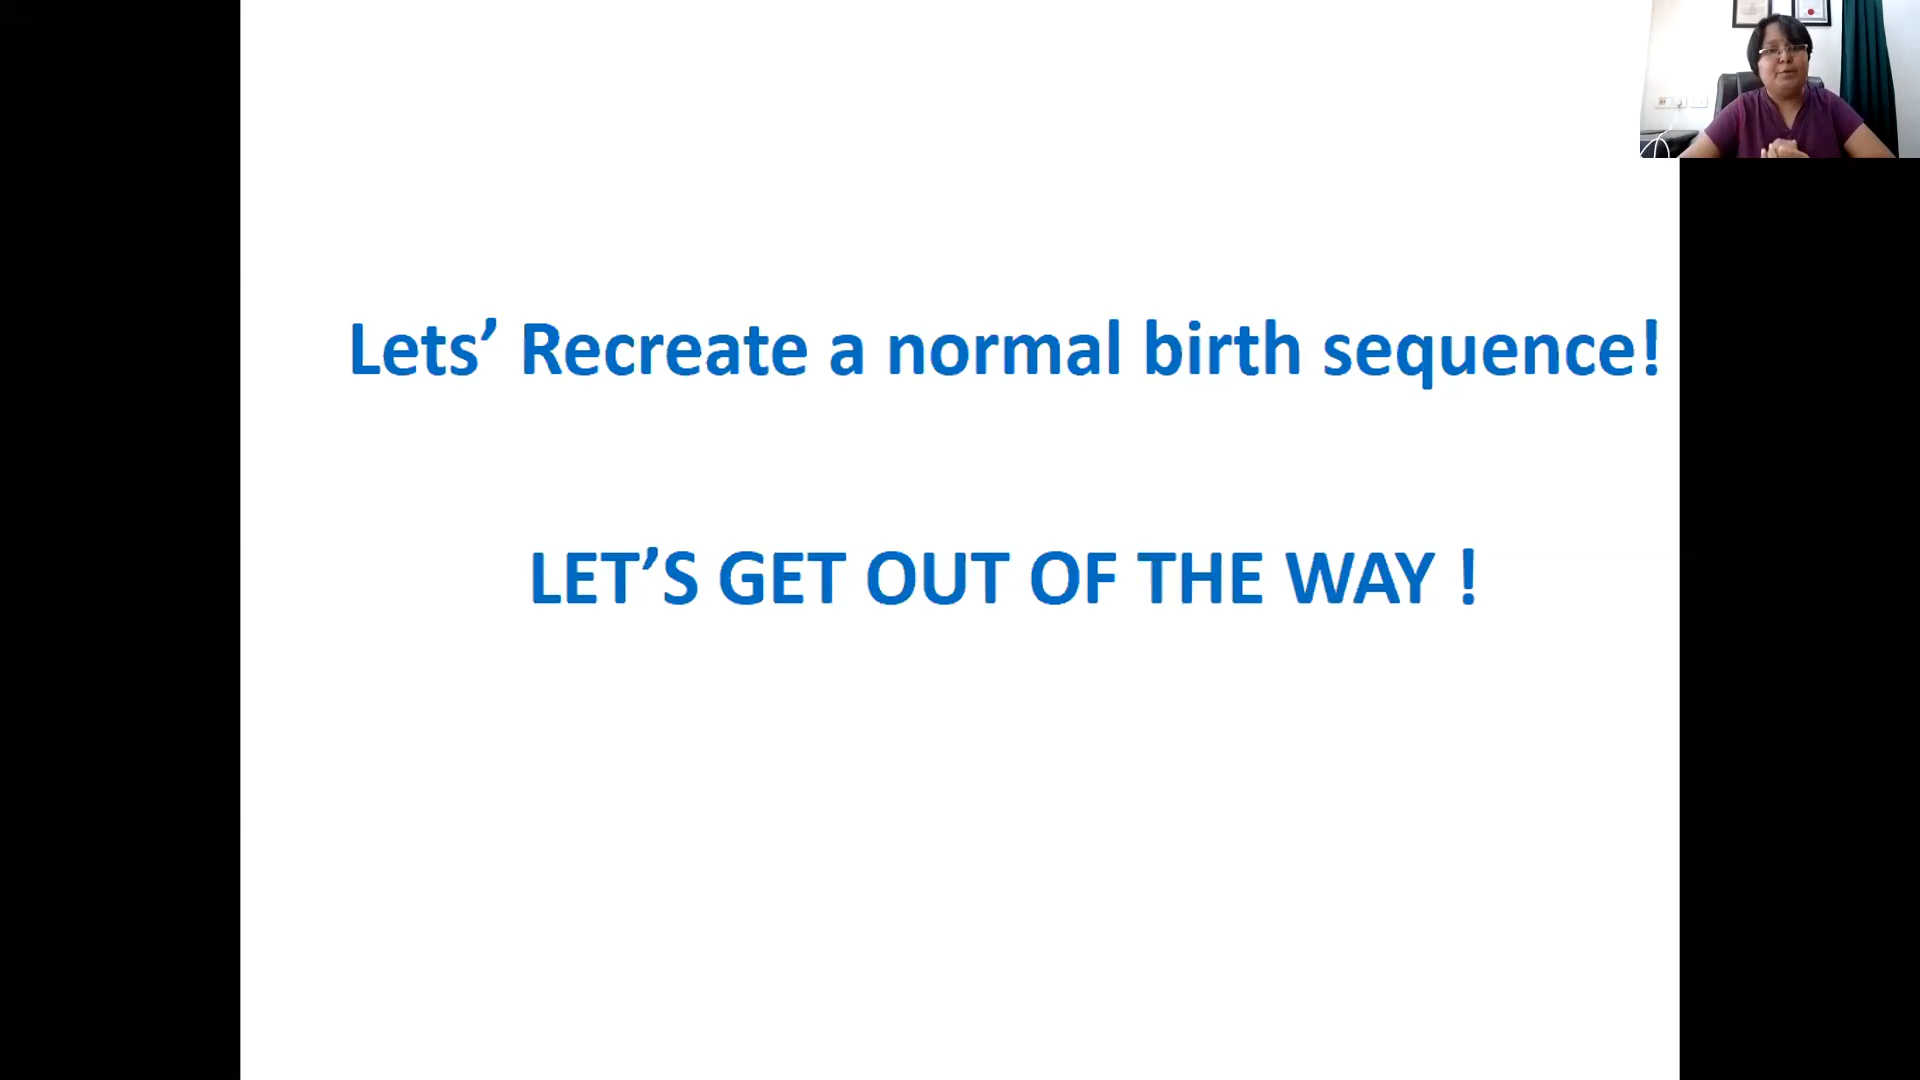 Lets’ Recreate a normal birth sequence!
LET’S GET OUT OF THE WAY !